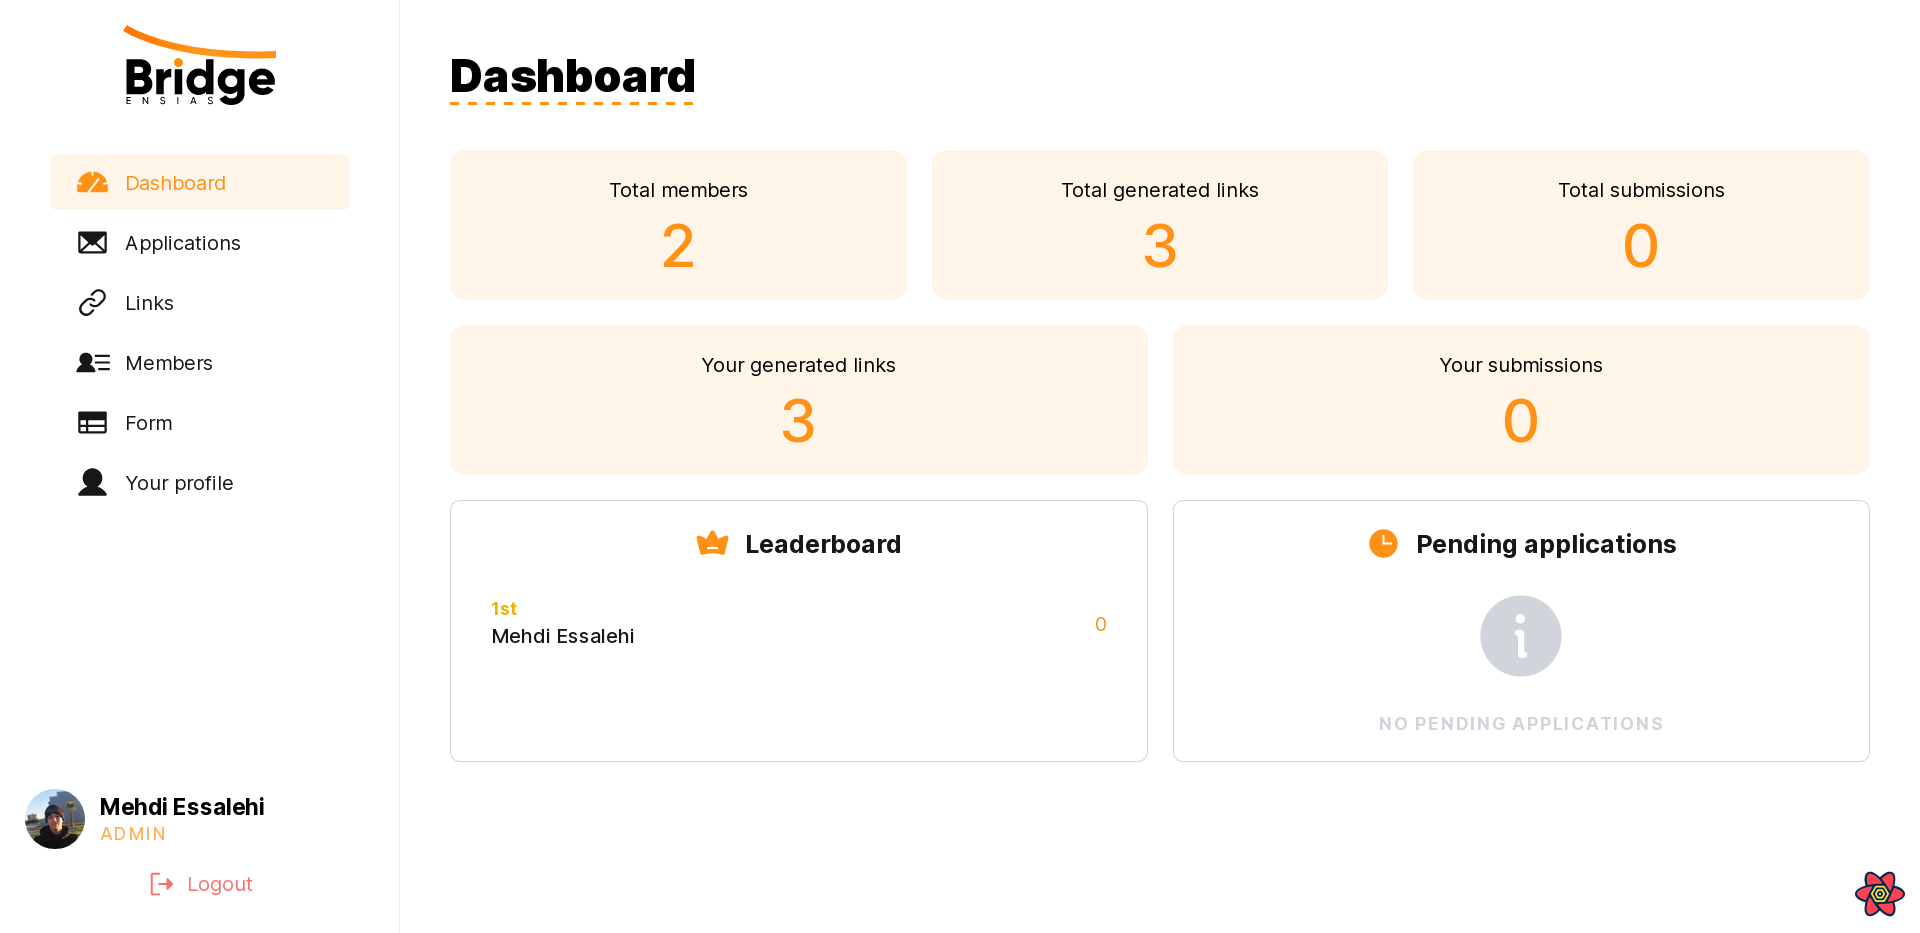 Bridge
ENSIAS
Dashboard
Applications
Links
Members
Form
Your profile
Mehdi Essalehi
ADMIN
Logout
Dashboard
Total members
2
Total generated links
3
Total submissions
0
Your generated links
3
Your submissions
0
Leaderboard
1st
Mehdi Essalehi
0
Pending applications
NO PENDING APPLICATIONS